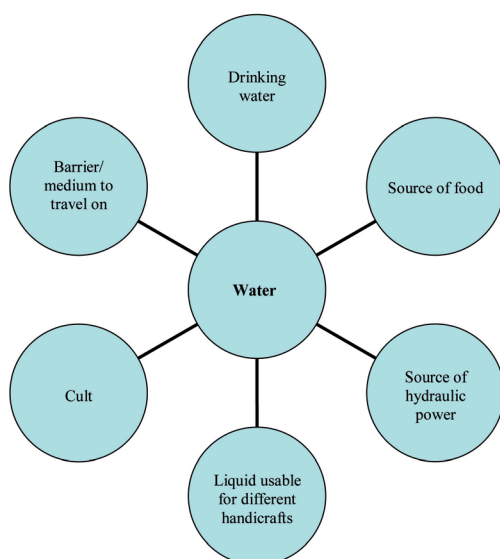 Drinking
water
Barrier/
medium to
travel on
Source of food
Water
Cult
Source of
hydraulic
power
Liquid usable
for different
handicrafts